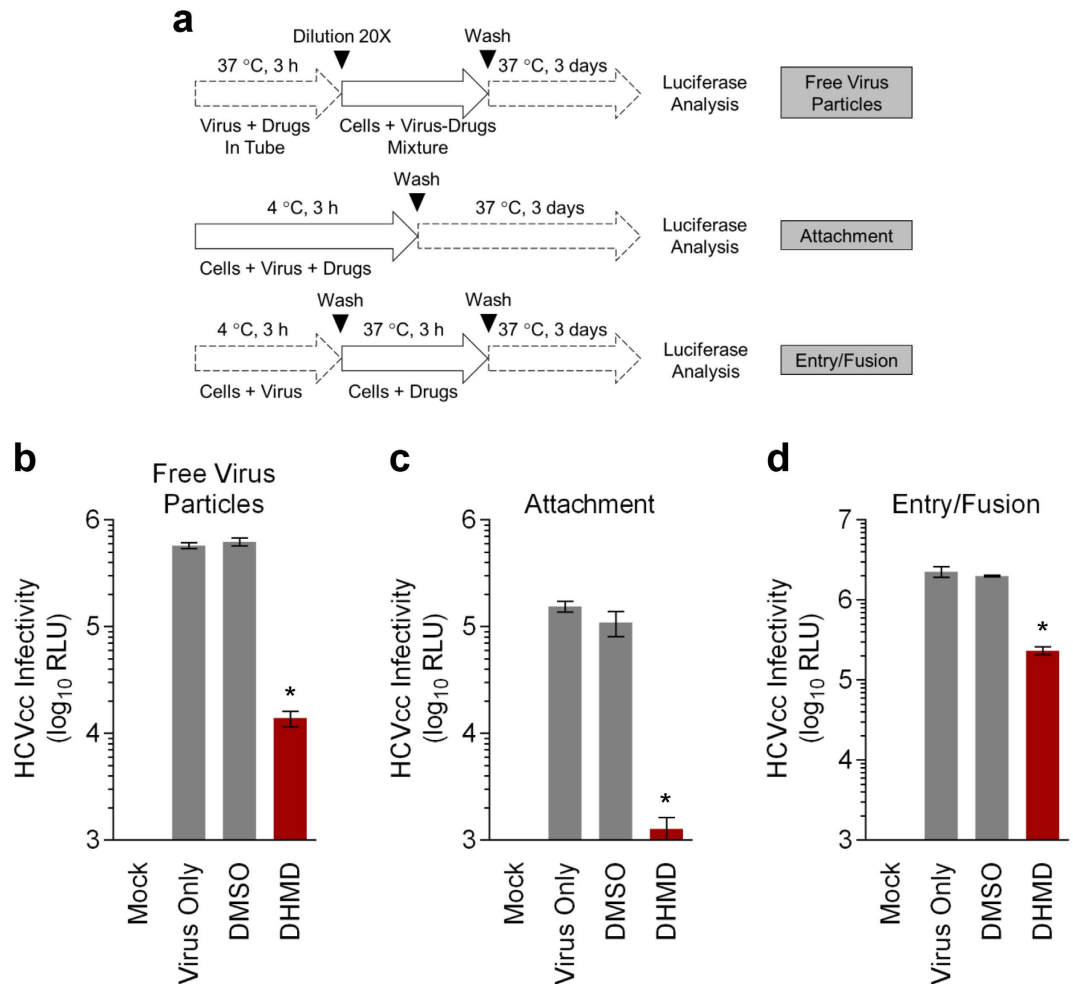 a
Dilution 20X
Wash
37 °C, 3 h
37 °C, 3 days
Virus + Drugs
In Tube
Cells + Virus-Drugs
Mixture
Luciferase
Analysis
Free Virus
Particles
Wash
4 °C, 3 h
37 °C, 3 days
Cells + Virus + Drugs
Luciferase
Analysis
Attachment
Wash
Wash
4 °C, 3 h
37 °C, 3 h
37 °C, 3 days
Cells + Virus
Cells + Drugs
Luciferase
Analysis
Entry/Fusion
b
Free Virus
Particles
HCVcc Infectivity
(log10 RLU)
6
5
4
3
*
Mock
Virus Only
DMSO
DHMD
c
Attachment
HCVcc Infectivity
(log10 RLU)
6
5
4
3
*
Mock
Virus Only
DMSO
DHMD
d
Entry/Fusion
HCVcc Infectivity
(log10 RLU)
7
6
5
4
3
*
Mock
Virus Only
DMSO
DHMD